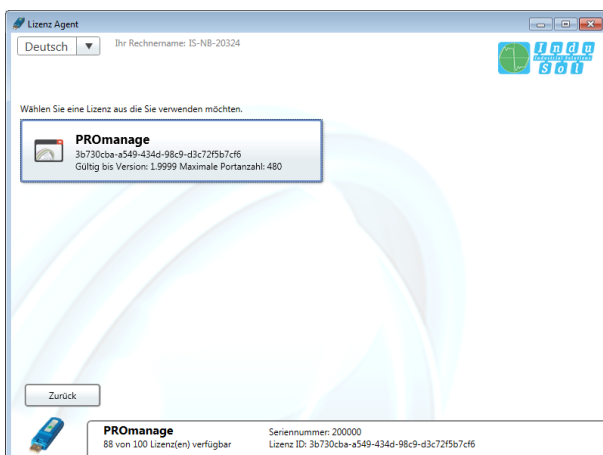 Lizenz Agent
Deutsch
Ihr Rechnername: IS-NB-20324
Indu
Industrial Solutions
Sol
Wählen Sie eine Lizenz aus die Sie verwenden möchten.
PROmanage
3b730cba-a549-434d-98c9-d3c72f5b7cf6
Gültig bis Version: 1.9999 Maximale Portanzahl: 480
Zurück
PROmanage
Seriennummer: 200000
88 von 100 Lizenz(en) verfügbar
Lizenz ID: 3b730cba-a549-434d-98c9-d3c72f5b7cf6